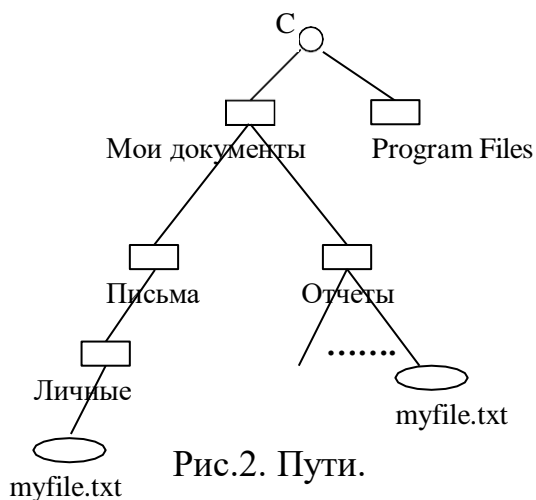 C
Мои документы Program Files
Письма Отчеты
Личные
myfile.txt
myfile.txt
Рис.2. Пути.